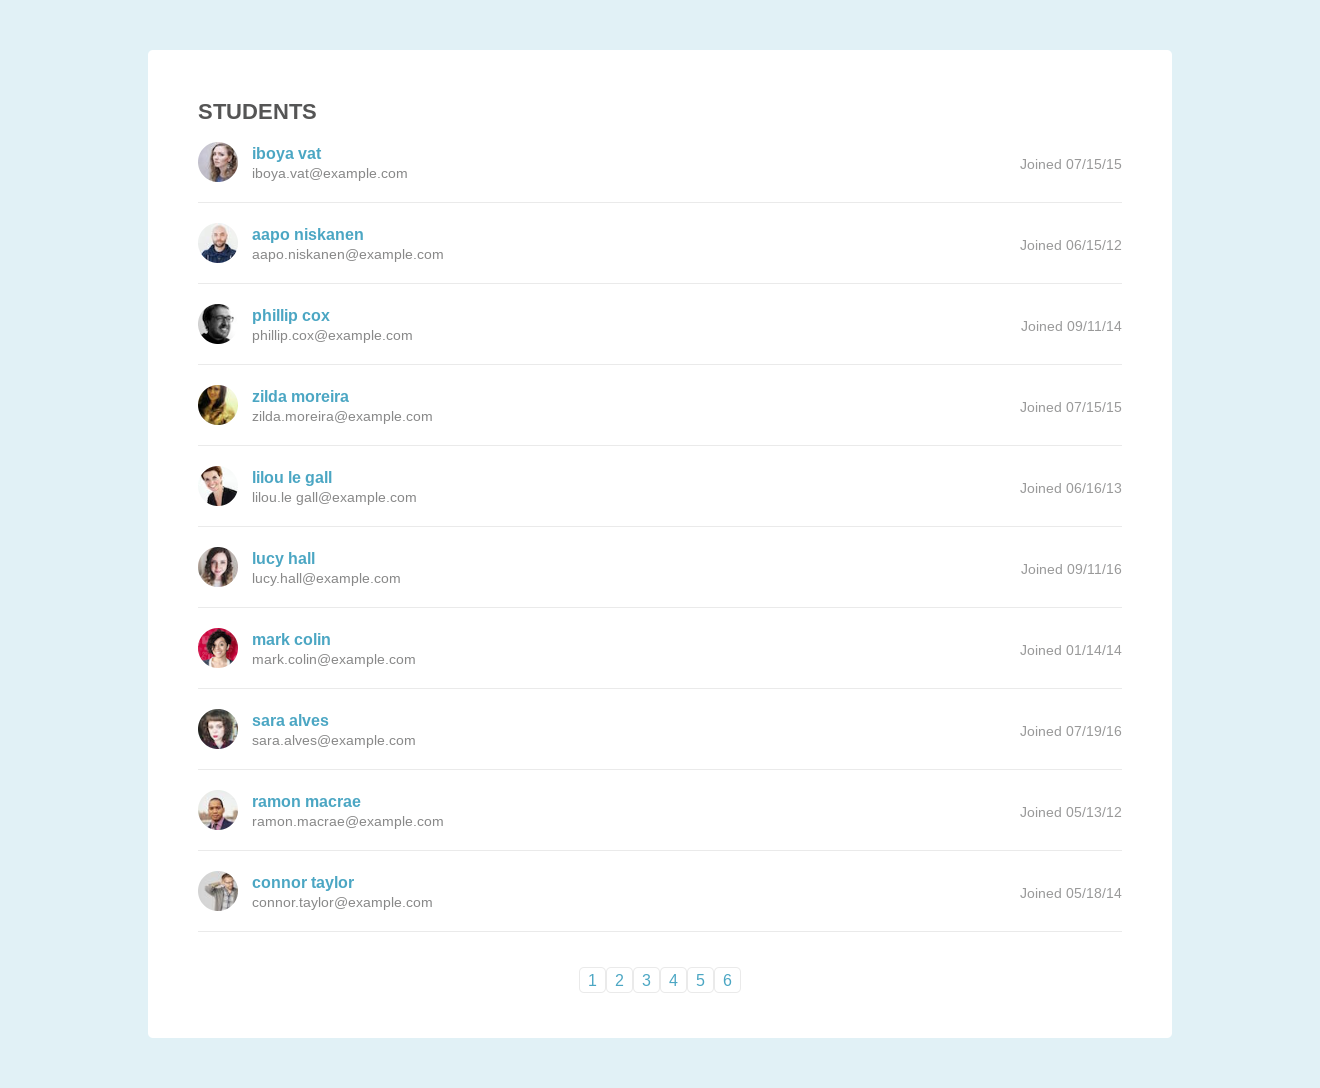 STUDENTS
iboya vat
iboya.vat@example.com
Joined 07/15/15
aapo niskanen
aapo.niskanen@example.com
Joined 06/15/12
phillip cox
phillip.cox@example.com
Joined 09/11/14
zilda moreira
zilda.moreira@example.com
Joined 07/15/15
lilou le gall
lilou.le gall@example.com
Joined 06/16/13
lucy hall
lucy.hall@example.com
Joined 09/11/16
mark colin
mark.colin@example.com
Joined 01/14/14
sara alves
sara.alves@example.com
Joined 07/19/16
ramon macrae
ramon.macrae@example.com
Joined 05/13/12
connor taylor
connor.taylor@example.com
Joined 05/18/14
1 2 3 4 5 6